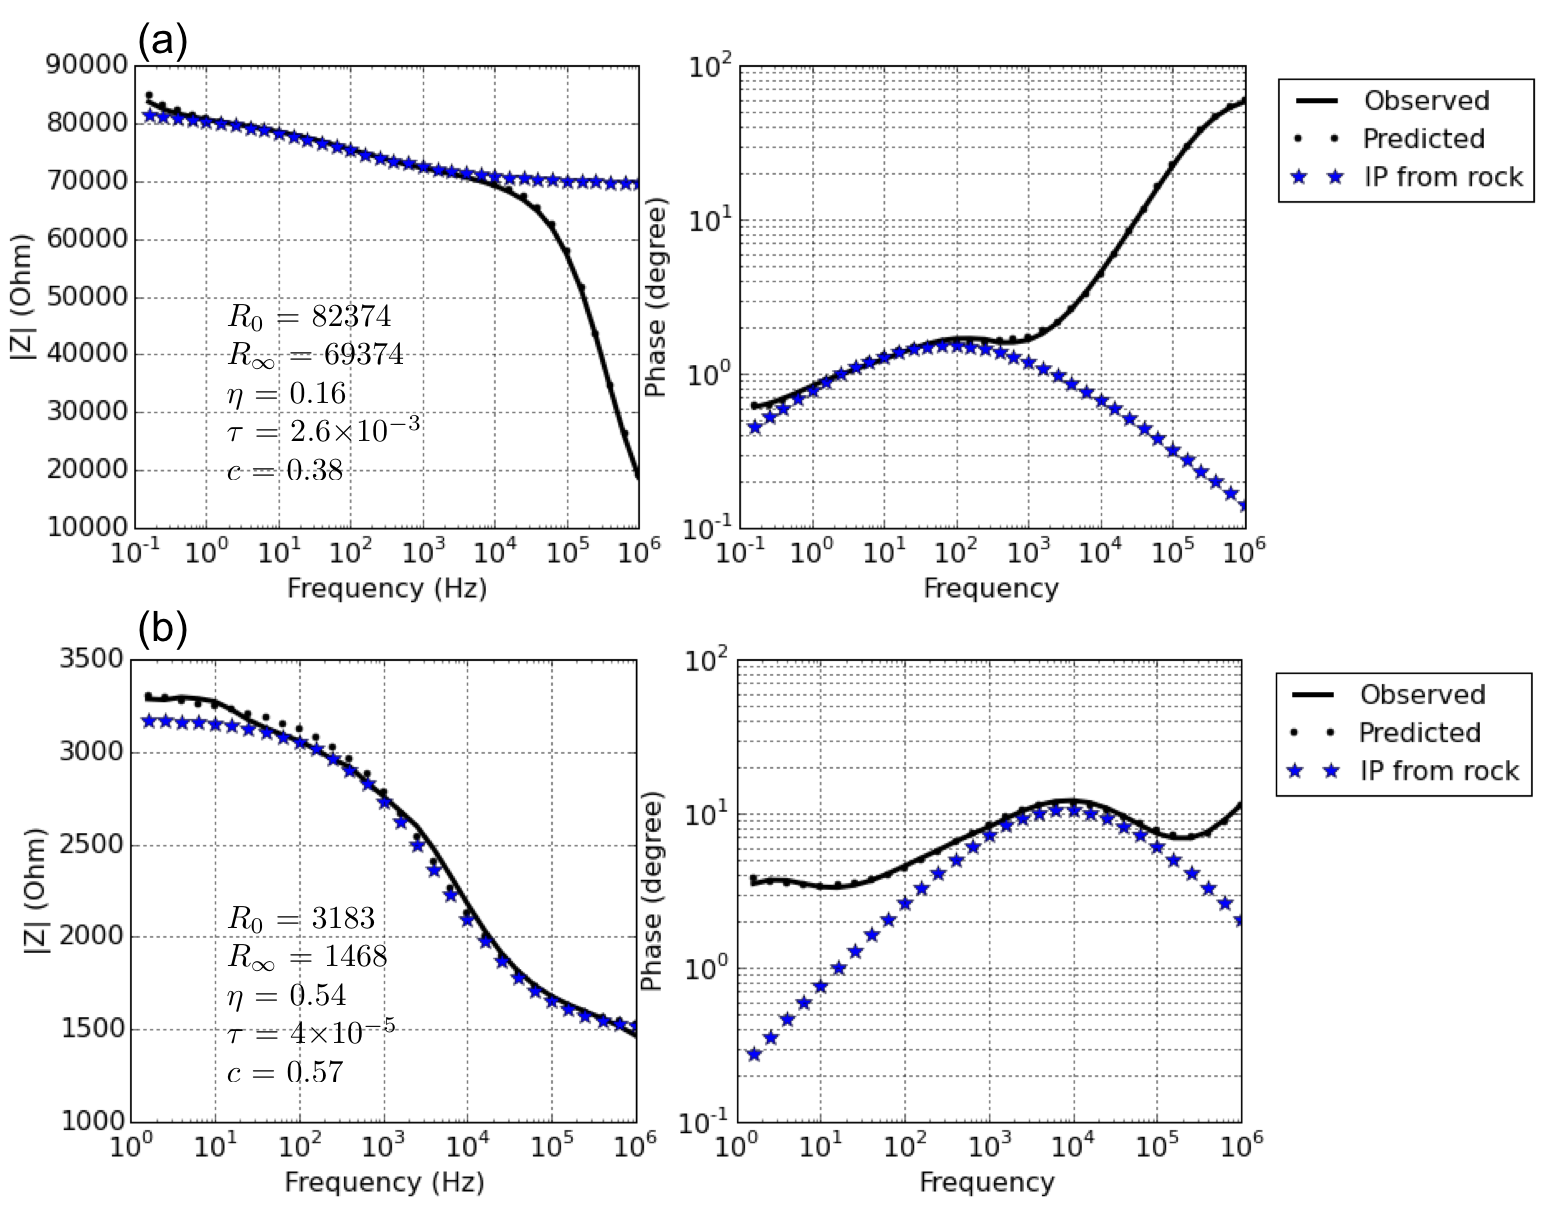 (a)
90000
80000
70000
60000
50000
40000
30000
20000
10000
|Z| (Ohm)
R₀ = 82374
R∞ = 69374
η = 0.16
τ = 2.6×10⁻³
c = 0.38
10⁻¹ 10⁰ 10¹ 10² 10³ 10⁴ 10⁵ 10⁶
Frequency (Hz)
10²
10¹
10⁰
10⁻¹
Phase (degree)
10⁻¹ 10⁰ 10¹ 10² 10³ 10⁴ 10⁵ 10⁶
Frequency
Observed
Predicted
IP from rock
(b)
3500
3000
2500
2000
1500
1000
|Z| (Ohm)
R₀ = 3183
R∞ = 1468
η = 0.54
τ = 4×10⁻⁵
c = 0.57
10⁰ 10¹ 10² 10³ 10⁴ 10⁵ 10⁶
Frequency (Hz)
10²
10¹
10⁰
10⁻¹
Phase (degree)
10⁰ 10¹ 10² 10³ 10⁴ 10⁵ 10⁶
Frequency
Observed
Predicted
IP from rock